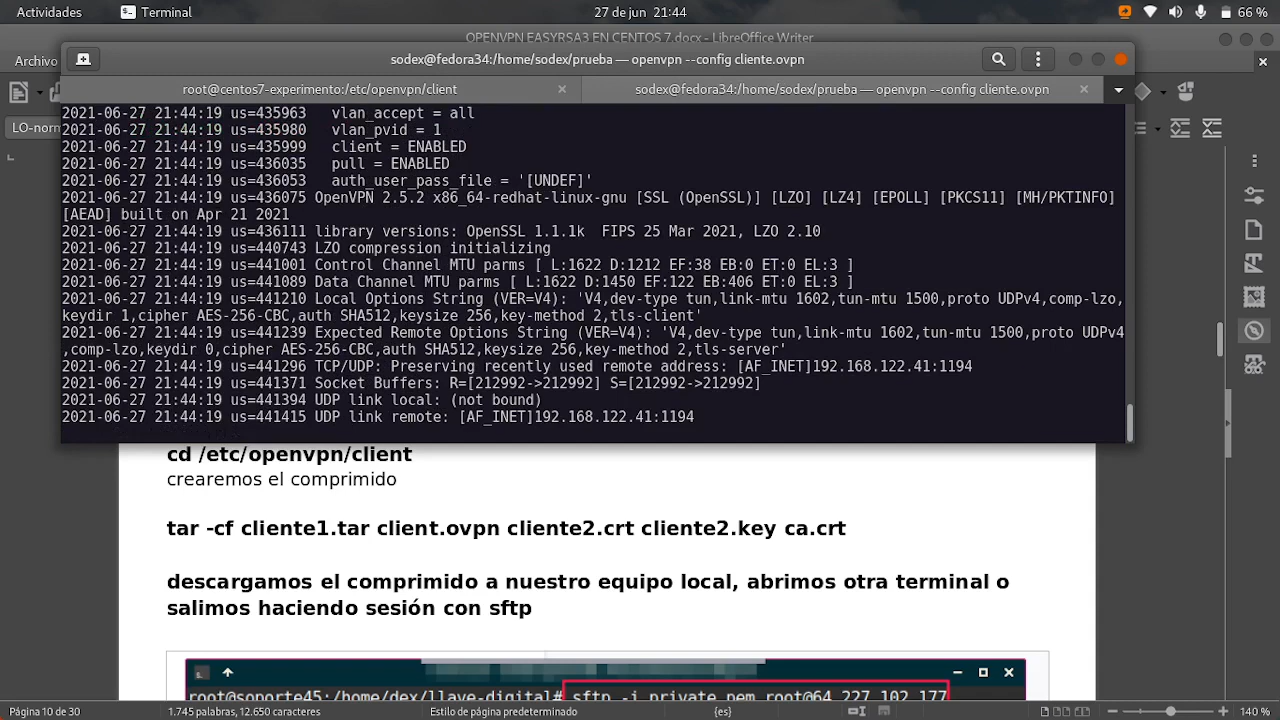 Actividades
Terminal
27 de jun 21:44
66 %
OPENVPN EASYRSA3 EN CENTOS 7.docx - LibreOffice Writer
Archivo
sodex@fedora34:/home/sodex/prueba — openvpn --config cliente.ovpn
root@centos7-experimento:/etc/openvpn/client
sodex@fedora34:/home/sodex/prueba — openvpn --config cliente.ovpn
LO-norm
2021-06-27 21:44:19 us=435963   vlan_accept = all
2021-06-27 21:44:19 us=435980   vlan_pvid = 1
2021-06-27 21:44:19 us=435999   client = ENABLED
2021-06-27 21:44:19 us=436035   pull = ENABLED
2021-06-27 21:44:19 us=436053   auth_user_pass_file = '[UNDEF]'
2021-06-27 21:44:19 us=436075 OpenVPN 2.5.2 x86_64-redhat-linux-gnu [SSL (OpenSSL)] [LZO] [LZ4] [EPOLL] [PKCS11] [MH/PKTINFO]
[AEAD] built on Apr 21 2021
2021-06-27 21:44:19 us=436111 library versions: OpenSSL 1.1.1k  FIPS 25 Mar 2021, LZO 2.10
2021-06-27 21:44:19 us=440743 LZO compression initializing
2021-06-27 21:44:19 us=441001 Control Channel MTU parms [ L:1622 D:1212 EF:38 EB:0 ET:0 EL:3 ]
2021-06-27 21:44:19 us=441089 Data Channel MTU parms [ L:1622 D:1450 EF:122 EB:406 ET:0 EL:3 ]
2021-06-27 21:44:19 us=441210 Local Options String (VER=V4): 'V4,dev-type tun,link-mtu 1602,tun-mtu 1500,proto UDPv4,comp-lzo,
keydir 1,cipher AES-256-CBC,auth SHA512,keysize 256,key-method 2,tls-client'
2021-06-27 21:44:19 us=441239 Expected Remote Options String (VER=V4): 'V4,dev-type tun,link-mtu 1602,tun-mtu 1500,proto UDPv4
,comp-lzo,keydir 0,cipher AES-256-CBC,auth SHA512,keysize 256,key-method 2,tls-server'
2021-06-27 21:44:19 us=441296 TCP/UDP: Preserving recently used remote address: [AF_INET]192.168.122.41:1194
2021-06-27 21:44:19 us=441371 Socket Buffers: R=[212992->212992] S=[212992->212992]
2021-06-27 21:44:19 us=441394 UDP link local: (not bound)
2021-06-27 21:44:19 us=441415 UDP link remote: [AF_INET]192.168.122.41:1194
cd /etc/openvpn/client
crearemos el comprimido
tar -cf cliente1.tar client.ovpn cliente2.crt cliente2.key ca.crt
descargamos el comprimido a nuestro equipo local, abrimos otra terminal o
salimos haciendo sesión con sftp
root@soporte45:/home/dex/llave-digital# sftp -i private.pem root@64.227.102.177
Página 10 de 30
1.745 palabras, 12.650 caracteres
Estilo de página predeterminado
{es}
140 %